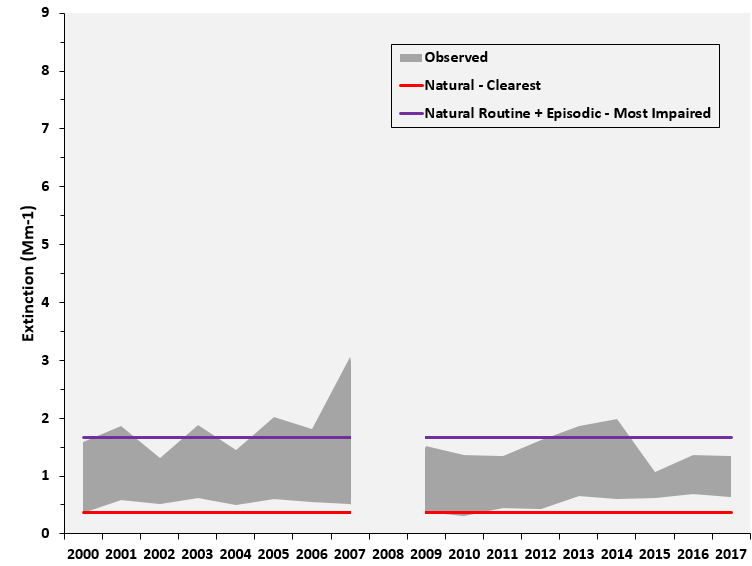 9
8
7
6
5
4
3
2
1
0
Extinction (Mm-1)
Observed
Natural - Clearest
Natural Routine + Episodic - Most Impaired
2000 2001 2002 2003 2004 2005 2006 2007 2008 2009 2010 2011 2012 2013 2014 2015 2016 2017